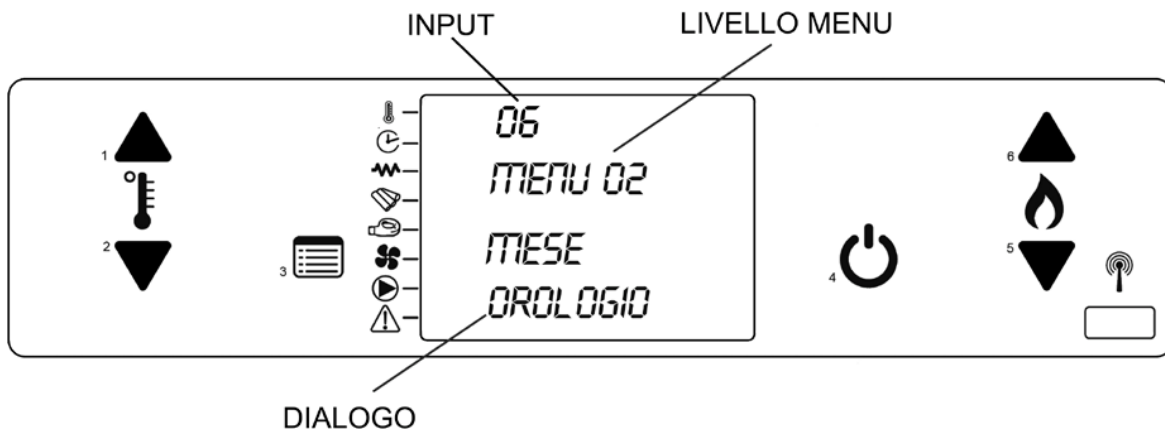 INPUT
LIVELLO MENU
1
2
3
06
MENU 02
MESE
OROLOGIO
4
6
5
DIALOGO